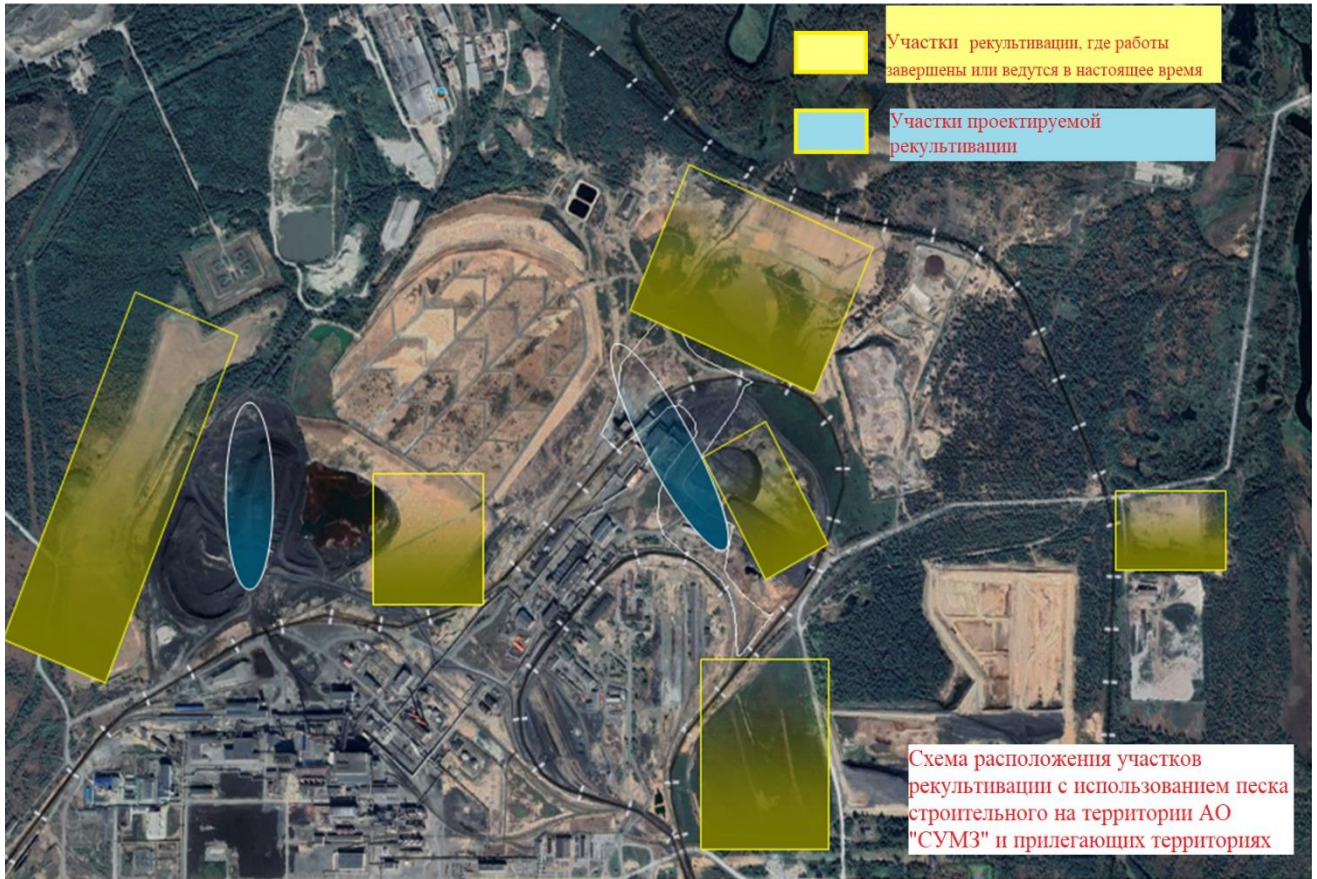 Участки рекультивации, где работы
завершены или ведутся в настоящее время
Участки проектируемой
рекультивации
Схема расположения участков
рекультивации с использованием песка
строительного на территории АО
"СУМЗ" и прилегающих территориях